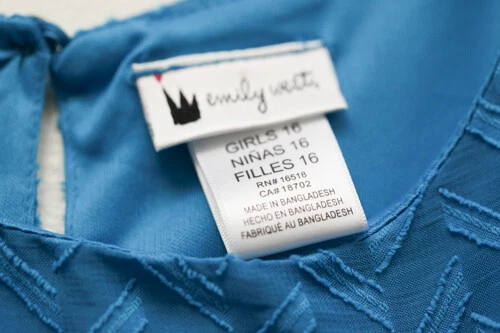 emily west.
GIRLS 16
NIÑAS 16
FILLES 16
RN# 16518
CA# 18702
MADE IN BANGLADESH
HECHO EN BANGLADESH
FABRIQUÉ AU BANGLADESH